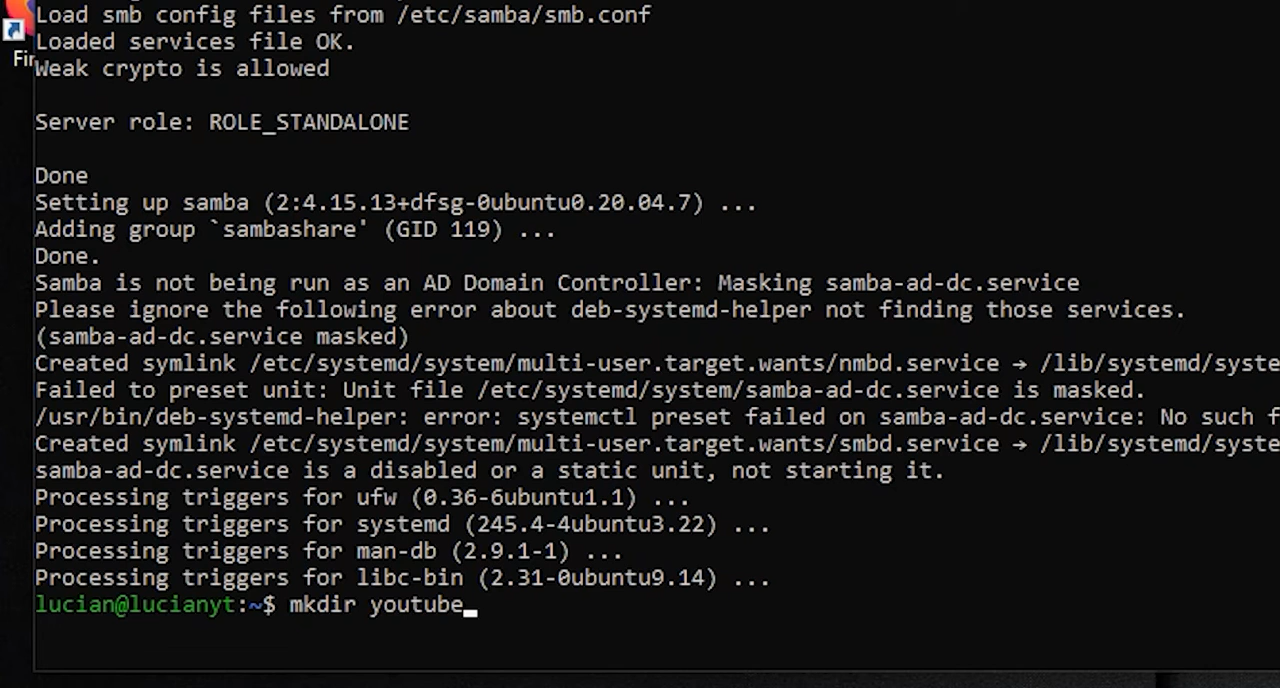 Load smb config files from /etc/samba/smb.conf
Loaded services file OK.
Weak crypto is allowed
Server role: ROLE_STANDALONE
Done
Setting up samba (2:4.15.13+dfsg-0ubuntu0.20.04.7) ...
Adding group `sambashare' (GID 119) ...
Done.
Samba is not being run as an AD Domain Controller: Masking samba-ad-dc.service
Please ignore the following error about deb-systemd-helper not finding those services.
(samba-ad-dc.service masked)
Created symlink /etc/systemd/system/multi-user.target.wants/nmbd.service → /lib/systemd/syste
Failed to preset unit: Unit file /etc/systemd/system/samba-ad-dc.service is masked.
/usr/bin/deb-systemd-helper: error: systemctl preset failed on samba-ad-dc.service: No such f
Created symlink /etc/systemd/system/multi-user.target.wants/smbd.service → /lib/systemd/syste
samba-ad-dc.service is a disabled or a static unit, not starting it.
Processing triggers for ufw (0.36-6ubuntu1.1) ...
Processing triggers for systemd (245.4-4ubuntu3.22) ...
Processing triggers for man-db (2.9.1-1) ...
Processing triggers for libc-bin (2.31-0ubuntu9.14) ...
lucian@lucianyt:~$ mkdir youtube